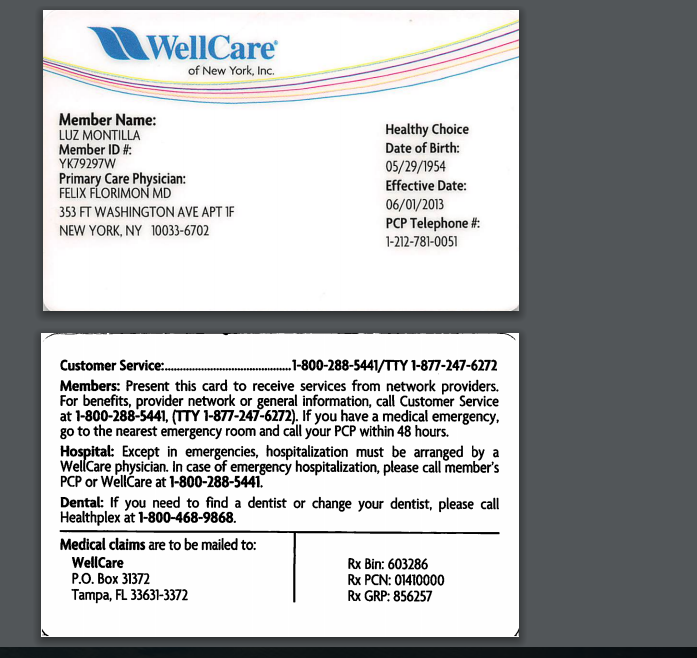 WellCare®
of New York, Inc.
Member Name:
LUZ MONTILLA
Member ID #:
YK79297W
Primary Care Physician:
FELIX FLORIMON MD
353 FT WASHINGTON AVE APT 1F
NEW YORK, NY 10033-6702
Healthy Choice
Date of Birth:
05/29/1954
Effective Date:
06/01/2013
PCP Telephone #:
1-212-781-0051
Customer Service:..........................................1-800-288-5441/TTY 1-877-247-6272
Members: Present this card to receive services from network providers.
For benefits, provider network or general information, call Customer Service
at 1-800-288-5441, (TTY 1-877-247-6272). If you have a medical emergency,
go to the nearest emergency room and call your PCP within 48 hours.
Hospital: Except in emergencies, hospitalization must be arranged by a
WellCare physician. In case of emergency hospitalization, please call member's
PCP or WellCare at 1-800-288-5441.
Dental: If you need to find a dentist or change your dentist, please call
Healthplex at 1-800-468-9868.
Medical claims are to be mailed to:
WellCare
P.O. Box 31372
Tampa, FL 33631-3372
Rx Bin: 603286
Rx PCN: 01410000
Rx GRP: 856257